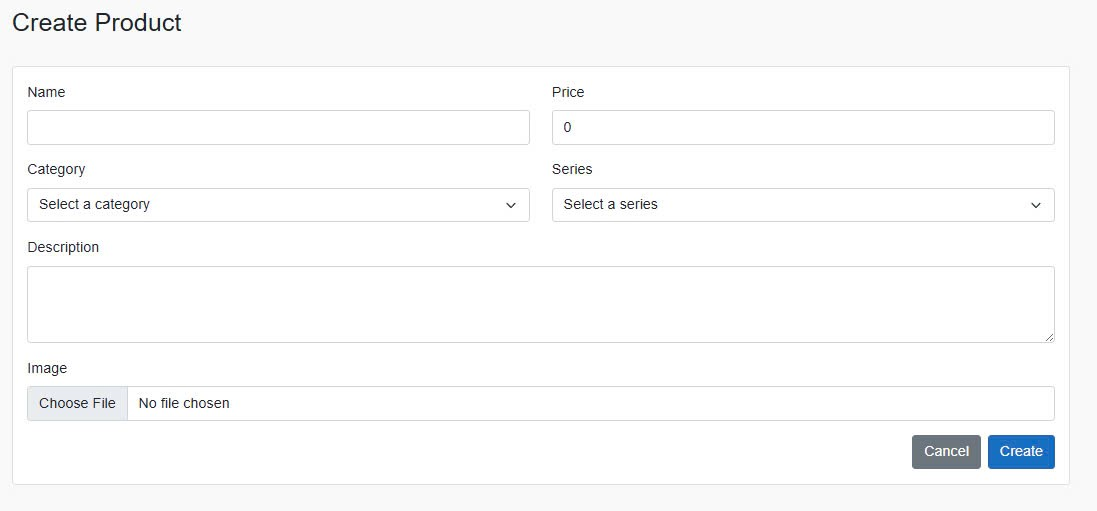 Create Product
Name Price
0
Category Series
Select a category Select a series
Description
Image
Choose File No file chosen
Cancel Create